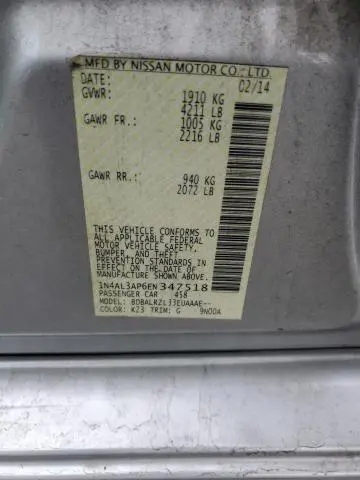 MFD BY NISSAN MOTOR CO., LTD.
DATE: 02/14
GVWR: 1910 KG
4211 LB
GAWR FR.: 1005 KG
2216 LB
GAWR RR.: 940 KG
2072 LB
THIS VEHICLE CONFORMS TO
ALL APPLICABLE FEDERAL
MOTOR VEHICLE SAFETY,
BUMPER, AND THEFT
PREVENTION STANDARDS IN
EFFECT ON THE DATE OF
MANUFACTURE SHOWN ABOVE.
1N4AL3AP6EN347518
PASSENGER CAR 458
MODEL: BDBALRZL33EUAAAE--
COLOR: K23 TRIM: G 9N00A